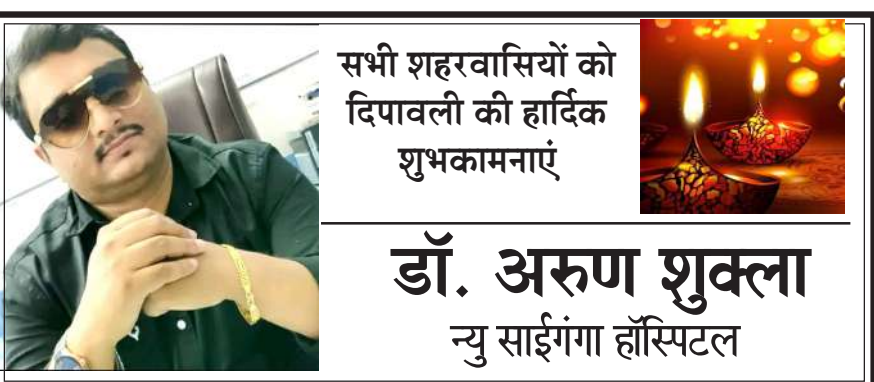 सभी शहरवासियों को
दिपावली की हार्दिक
शुभकामनाएं
डॉ. अरुण शुक्ला
न्यु साईगंगा हॉस्पिटल